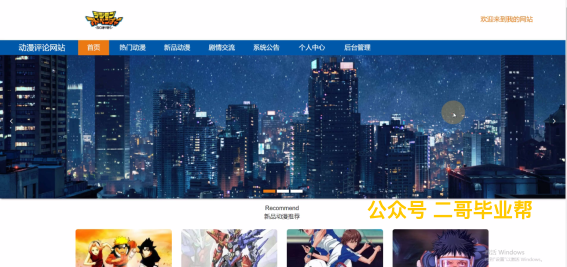 欢迎来到我的网站
动漫评论网站 首页 热门动漫 新品动漫 剧情交流 系统公告 个人中心 后台管理
Recommend
新品动漫推荐
公众号 二哥毕业帮